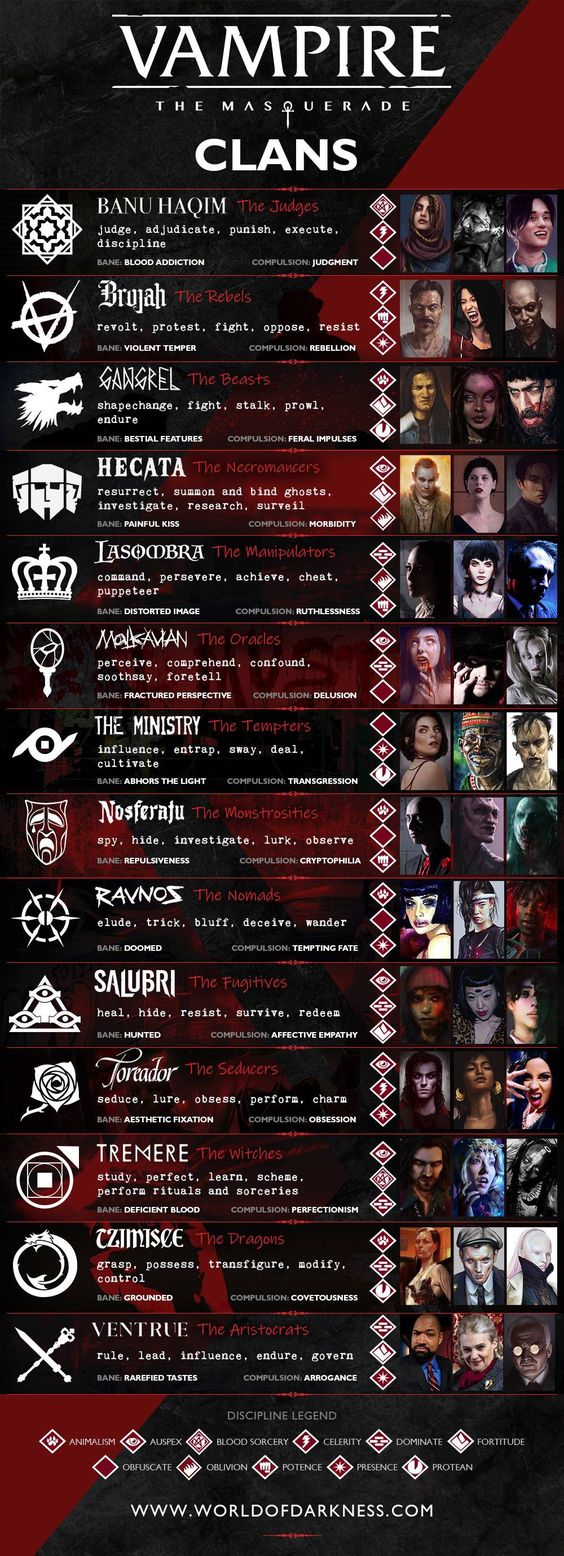 VAMPIRE
THE MASQUERADE
CLANS
BANU HAQIM The Judges
judge, adjudicate, punish, execute,
discipline
BANE: BLOOD ADDICTION COMPULSION: JUDGMENT
Brujah The Rebels
revolt, protest, fight, oppose, resist
BANE: VIOLENT TEMPER COMPULSION: REBELLION
GANGREL The Beasts
shapechange, fight, stalk, prowl,
endure
BANE: BESTIAL FEATURES COMPULSION: FERAL IMPULSES
HECATA The Necromancers
resurrect, summon and bind ghosts,
investigate, research, surveil
BANE: PAINFUL KISS COMPULSION: MORBIDITY
LASOMBRA The Manipulators
command, persevere, achieve, cheat,
puppeteer
BANE: DISTORTED IMAGE COMPULSION: RUTHLESSNESS
MALKAVIAN The Oracles
perceive, comprehend, confound,
soothsay, foretell
BANE: FRACTURED PERSPECTIVE COMPULSION: DELUSION
THE MINISTRY The Tempters
influence, entrap, sway, deal,
cultivate
BANE: ABHORS THE LIGHT COMPULSION: TRANSGRESSION
Nosferatu The Monstrosities
spy, hide, investigate, lurk, observe
BANE: REPULSIVENESS COMPULSION: CRYPTOPHILIA
RAVNOS The Nomads
elude, trick, bluff, deceive, wander
BANE: DOOMED COMPULSION: TEMPTING FATE
SALUBRI The Fugitives
heal, hide, resist, survive, redeem
BANE: HUNTED COMPULSION: AFFECTIVE EMPATHY
Toreador The Seducers
seduce, lure, obsess, perform, charm
BANE: AESTHETIC FIXATION COMPULSION: OBSESSION
TREMERE The Witches
study, perfect, learn, scheme,
perform rituals and sorceries
BANE: DEFICIENT BLOOD COMPULSION: PERFECTIONISM
TZIMISCE The Dragons
grasp, possess, transfigure, modify,
control
BANE: GROUNDED COMPULSION: COVETOUSNESS
VENTRUE The Aristocrats
rule, lead, influence, endure, govern
BANE: RAREFIED TASTES COMPULSION: ARROGANCE
DISCIPLINE LEGEND
ANIMALISM AUSPEX BLOOD SORCERY CELERITY DOMINATE FORTITUDE
OBFUSCATE OBLIVION POTENCE PRESENCE PROTEAN
WWW.WORLDOFDARKNESS.COM